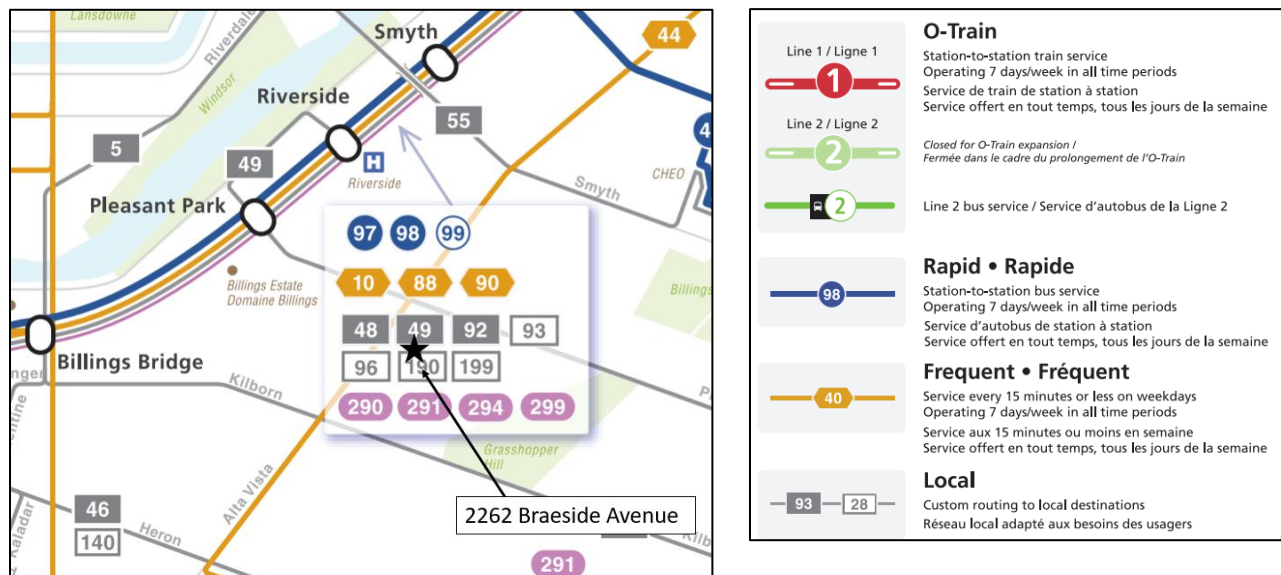 Lansdowne
Riverdale
Smyth
44
Windsor
Riverside
5
55
49
H
Riverside
Smyth
CHEO
Pleasant Park
97 98 99
Billings Estate
Domaine Billings
10 88 90
Billings
48 49 92 93
Billings Bridge
96 190 199
Kilborn
290 291 294 299
Grasshopper
Hill
Alta Vista
2262 Braeside Avenue
46
140
Kaladar
Heron
291
O-Train
Line 1 / Ligne 1
1
Station-to-station train service
Operating 7 days/week in all time periods
Service de train de station à station
Service offert en tout temps, tous les jours de la semaine
Line 2 / Ligne 2
2
Closed for O-Train expansion /
Fermée dans le cadre du prolongement de l'O-Train
2
Line 2 bus service / Service d'autobus de la Ligne 2
Rapid • Rapide
98
Station-to-station bus service
Operating 7 days/week in all time periods
Service d'autobus de station à station
Service offert en tout temps, tous les jours de la semaine
Frequent • Fréquent
40
Service every 15 minutes or less on weekdays
Operating 7 days/week in all time periods
Service aux 15 minutes ou moins en semaine
Service offert en tout temps, tous les jours de la semaine
Local
93 28
Custom routing to local destinations
Réseau local adapté aux besoins des usagers